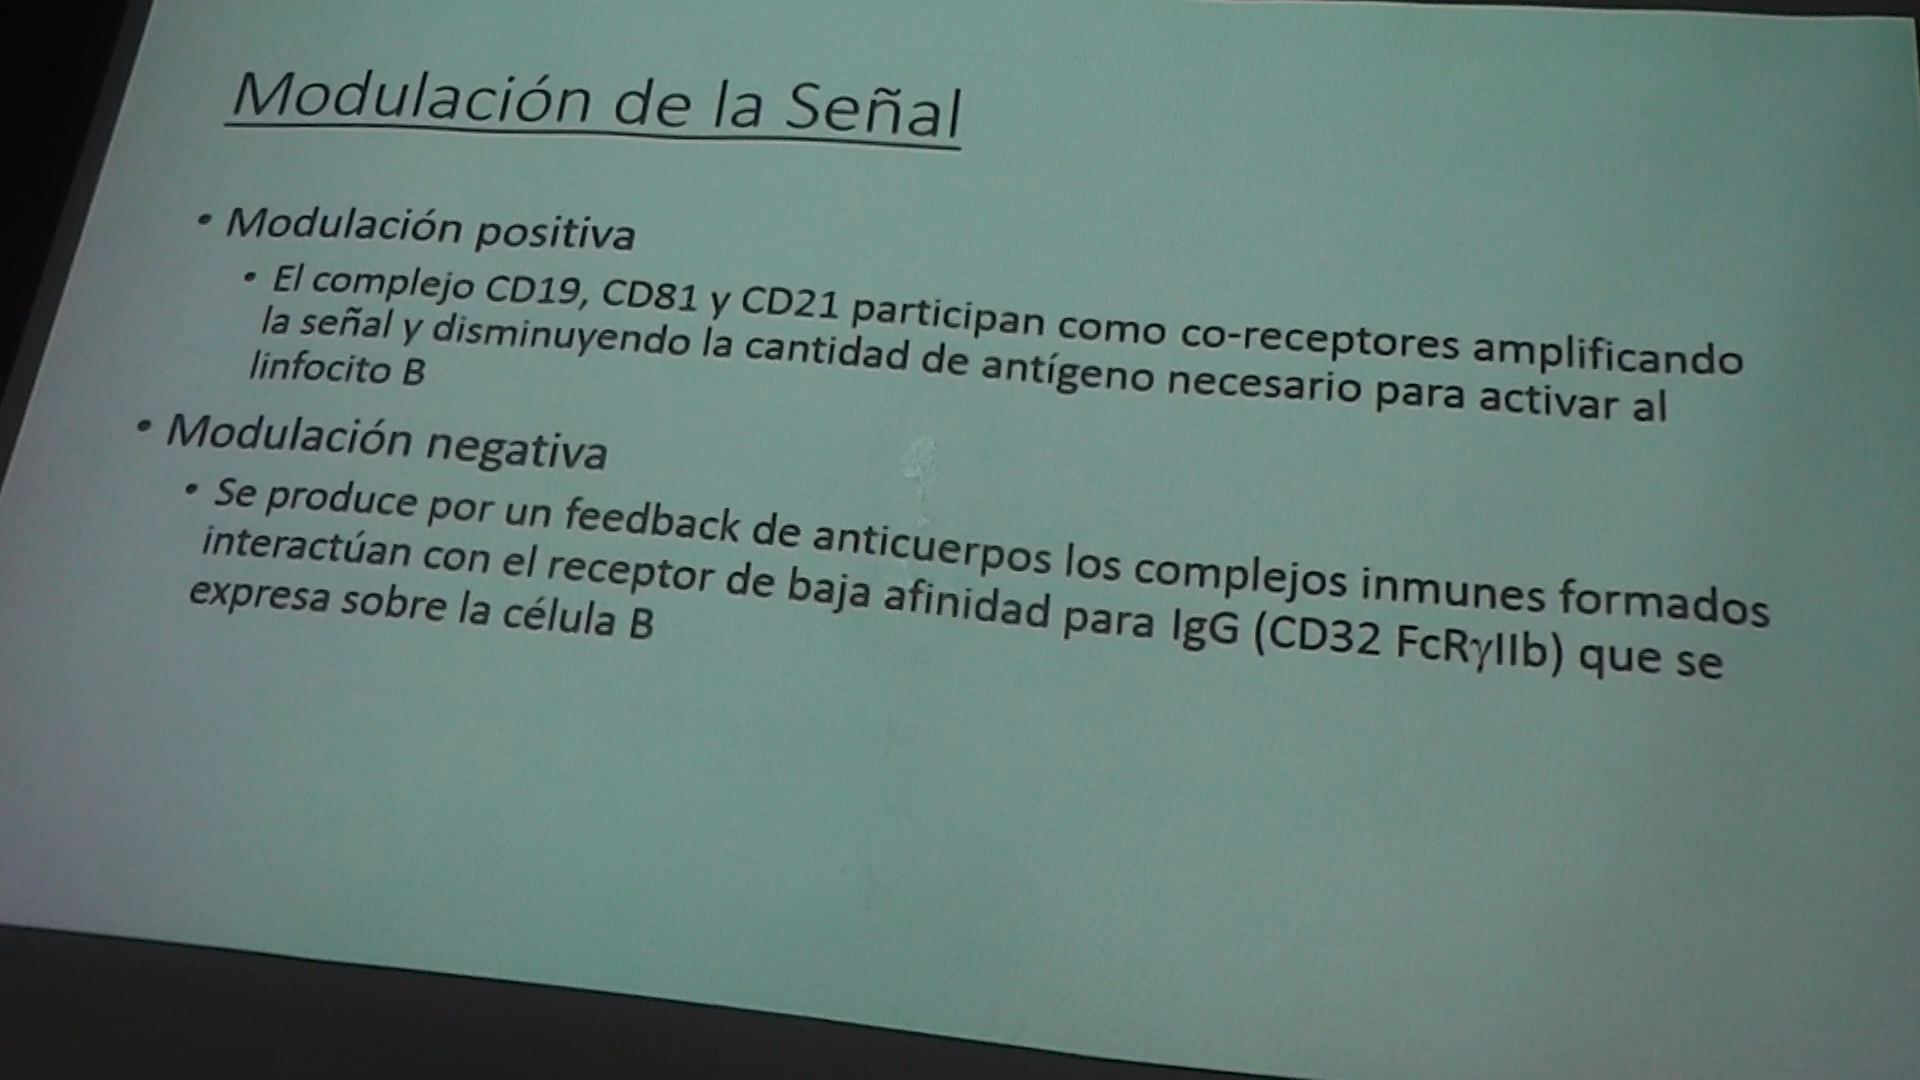 Modulación de la Señal
• Modulación positiva
• El complejo CD19, CD81 y CD21 participan como co-receptores amplificando
la señal y disminuyendo la cantidad de antígeno necesario para activar al
linfocito B
• Modulación negativa
• Se produce por un feedback de anticuerpos los complejos inmunes formados
interactúan con el receptor de baja afinidad para IgG (CD32 FcRγIIb) que se
expresa sobre la célula B